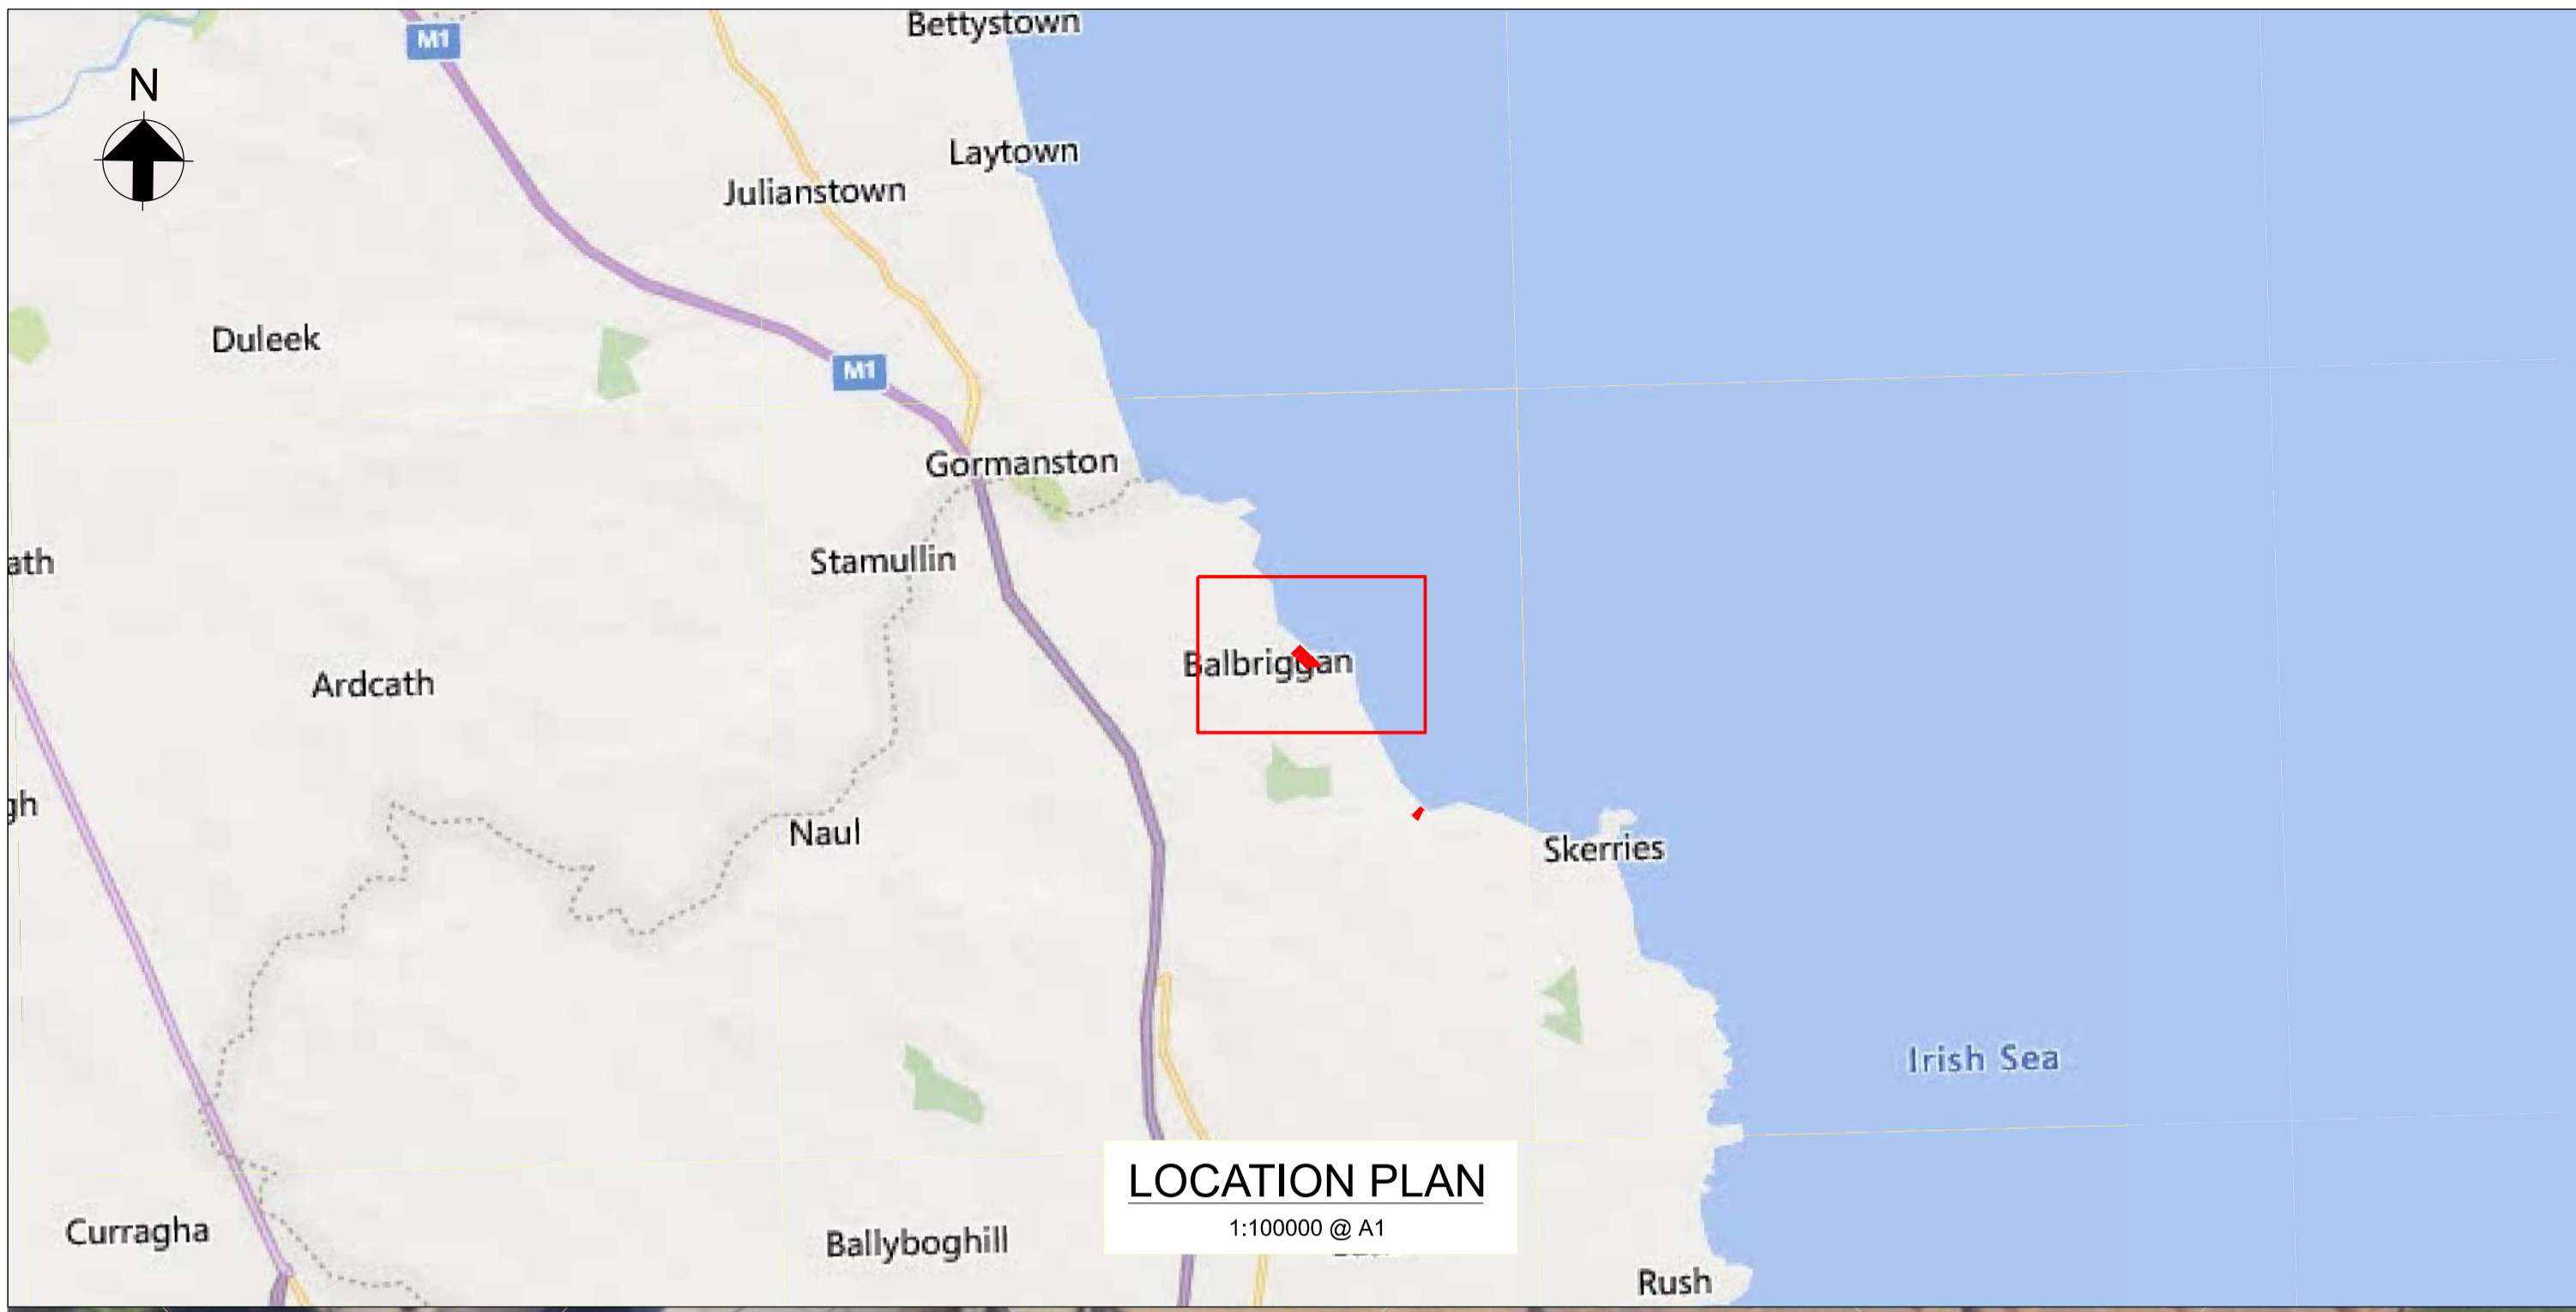 Bettystown
M1
N
Laytown
Julianstown
Duleek
M1
Gormanston
Stamullin
ath
Balbriggan
Ardcath
gh
Naul
Skerries
Irish Sea
LOCATION PLAN
1:100000 @ A1
Curragha
Ballyboghill
Rush